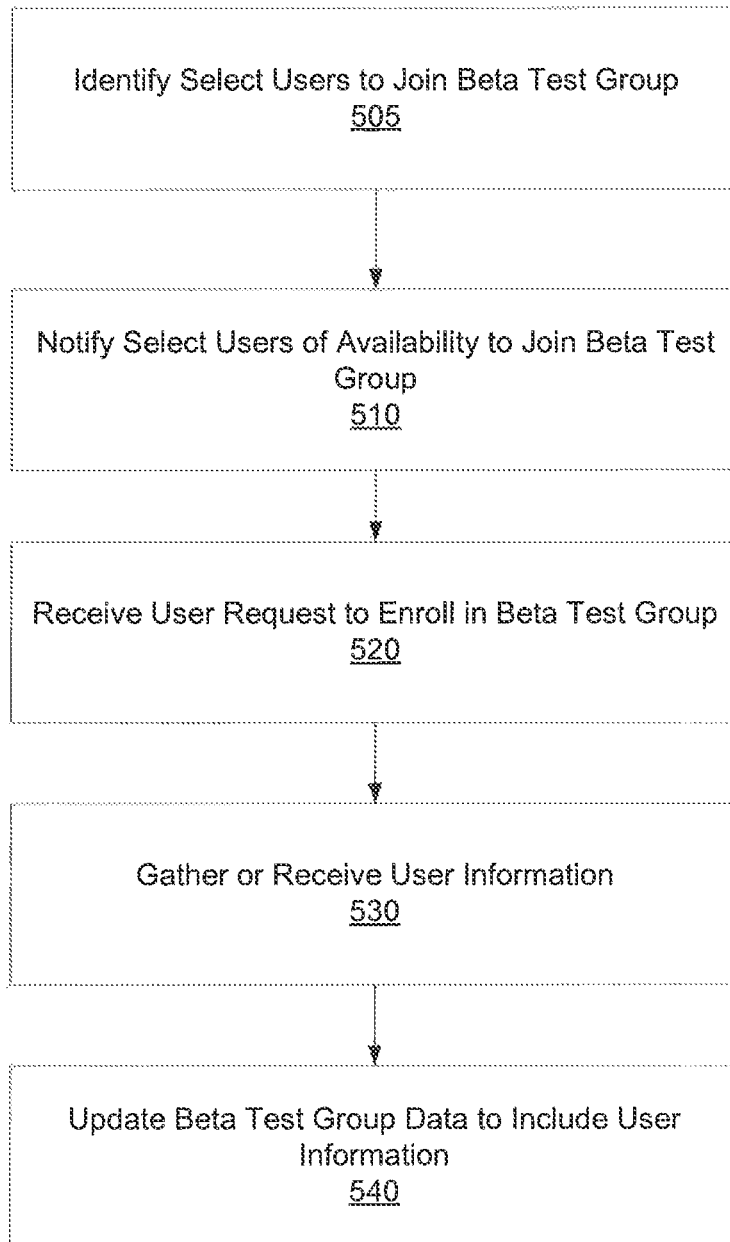 Identify Select Users to Join Beta Test Group
505
Notify Select Users of Availability to Join Beta Test
Group
510
Receive User Request to Enroll in Beta Test Group
520
Gather or Receive User Information
530
Update Beta Test Group Data to Include User
Information
540